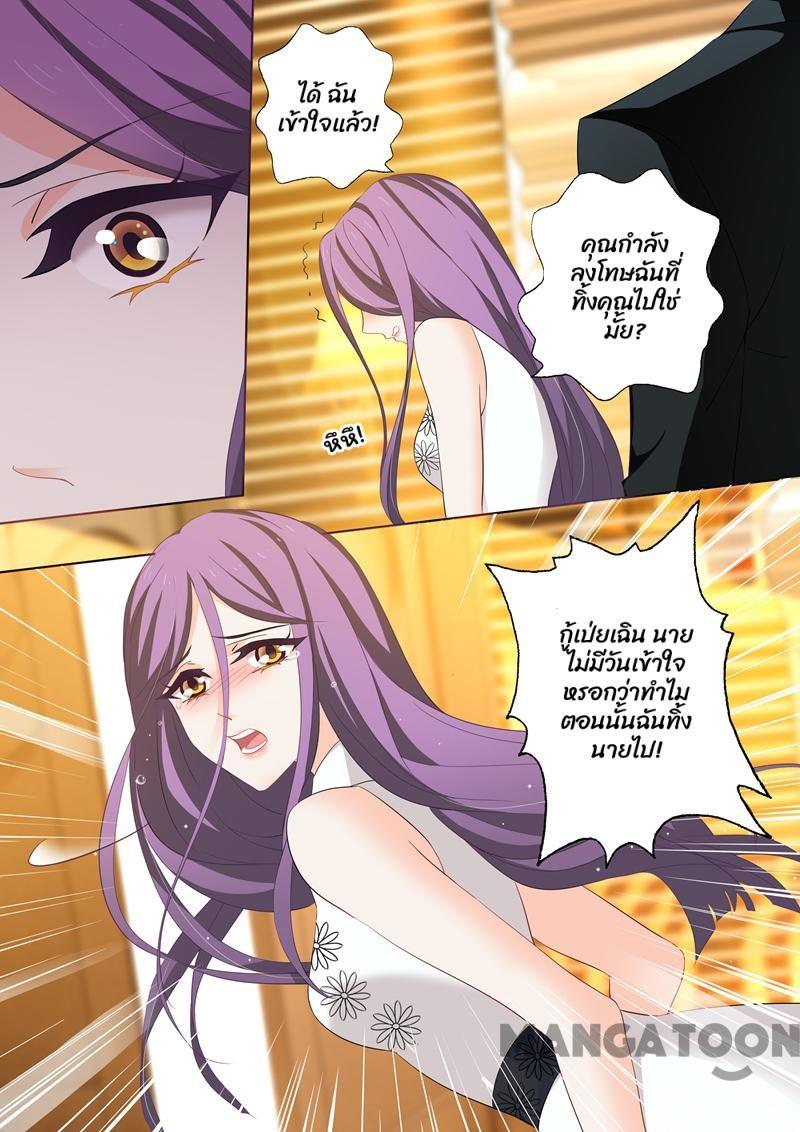 ได้ ฉัน
เข้าใจแล้ว!
คุณกำลัง
ลงโทษฉันที่
ทิ้งคุณไปใช่
มั้ย?
หึหึ!
กู้เป่ยเฉิน นาย
ไม่มีวันเข้าใจ
หรอกว่าทำไม
ตอนนั้นฉันทิ้ง
นายไป!
MANGATOON